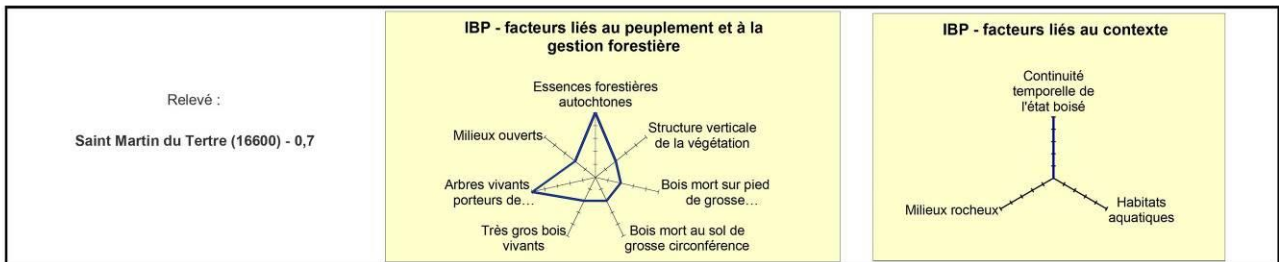 Relevé :
Saint Martin du Tertre (16600) - 0,7
IBP - facteurs liés au peuplement et à la
gestion forestière
Essences forestières
autochtones
Structure verticale
de la végétation
Bois mort sur pied
de grosse…
Bois mort au sol de
grosse circonférence
Très gros bois
vivants
Arbres vivants
porteurs de…
Milieux ouverts
IBP - facteurs liés au contexte
Continuité
temporelle de
l'état boisé
Habitats
aquatiques
Milieu rocheux